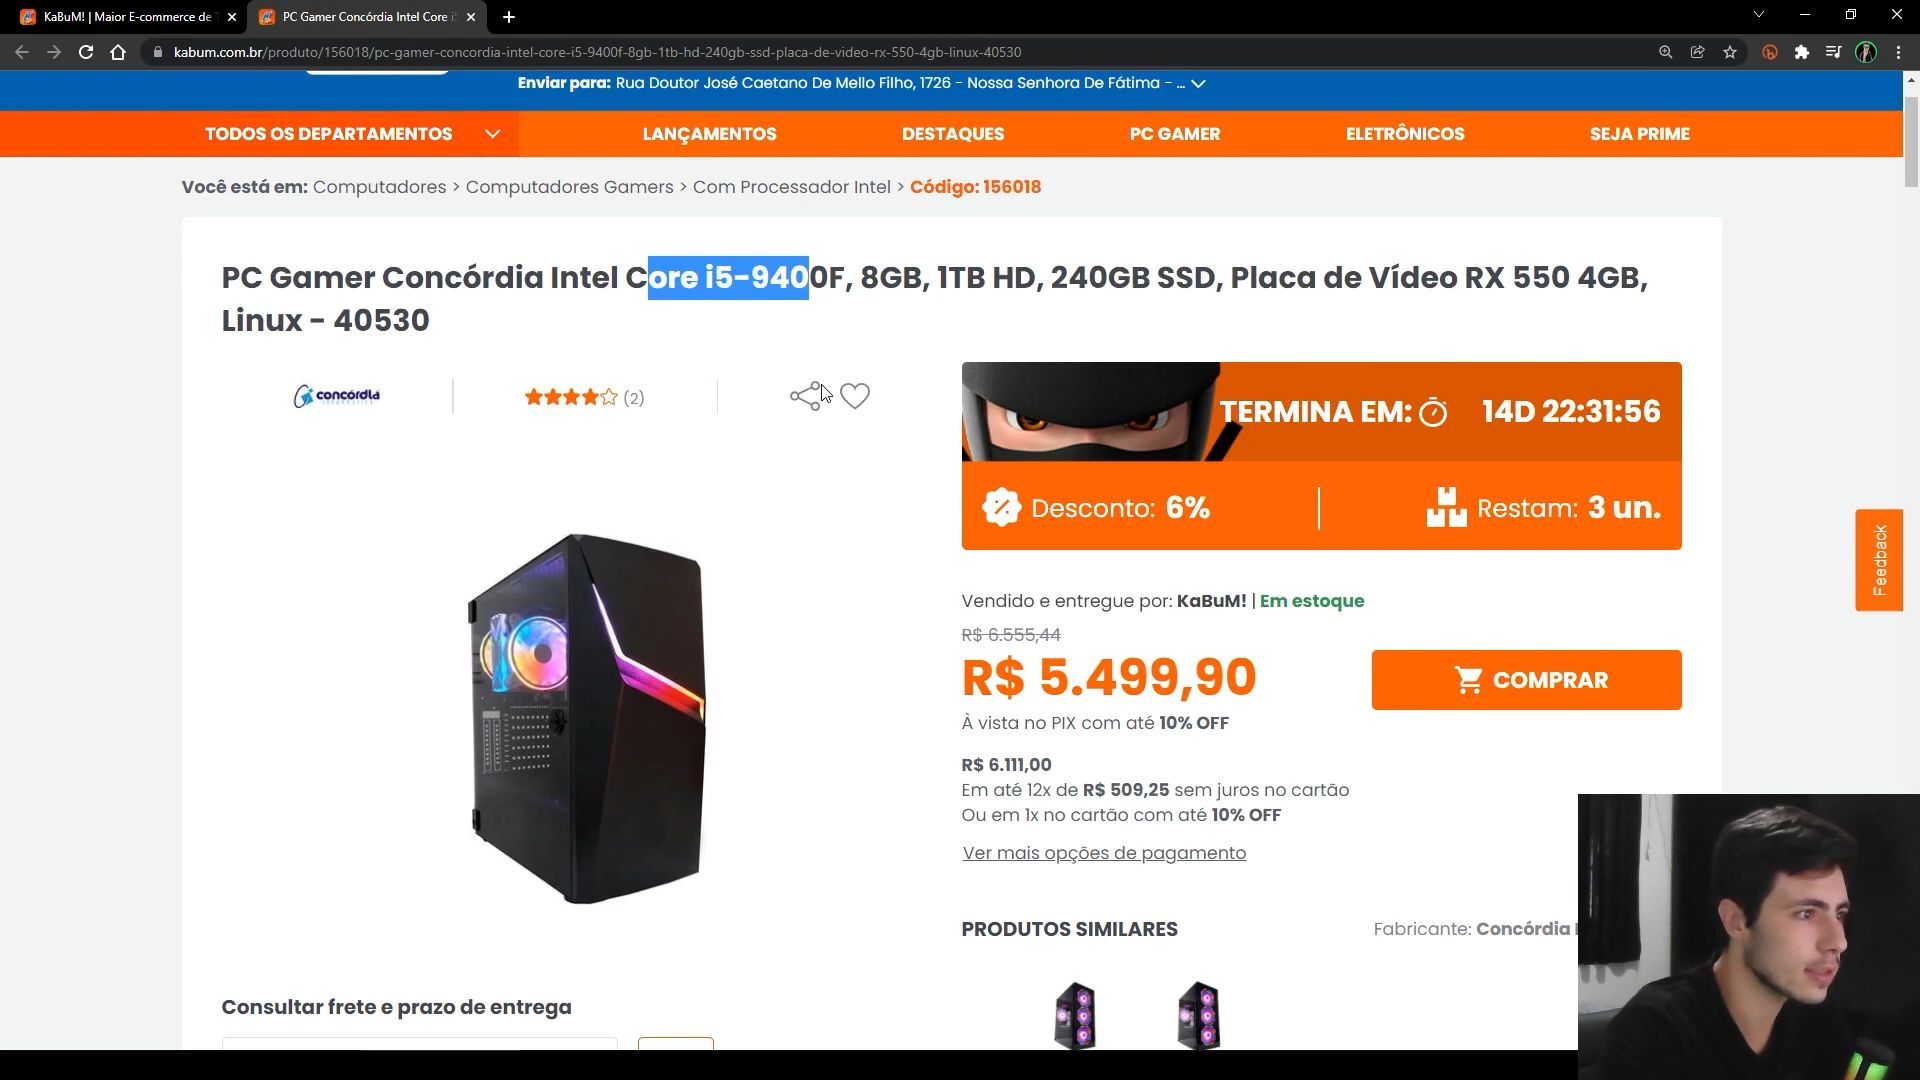 KaBuM! | Maior E-commerce de
PC Gamer Concórdia Intel Core i5
kabum.com.br/produto/156018/pc-gamer-concordia-intel-core-i5-9400f-8gb-1tb-hd-240gb-ssd-placa-de-video-rx-550-4gb-linux-40530
Enviar para: Rua Doutor José Caetano De Mello Filho, 1726 - Nossa Senhora De Fátima - ...
TODOS OS DEPARTAMENTOS
LANÇAMENTOS
DESTAQUES
PC GAMER
ELETRÔNICOS
SEJA PRIME
Você está em: Computadores > Computadores Gamers > Com Processador Intel > Código: 156018
PC Gamer Concórdia Intel Core i5-9400F, 8GB, 1TB HD, 240GB SSD, Placa de Vídeo RX 550 4GB,
Linux - 40530
concórdia
(2)
TERMINA EM: 14D 22:31:56
Desconto: 6%
Restam: 3 un.
Feedback
Vendido e entregue por: KaBuM! | Em estoque
R$ 6.555,44
R$ 5.499,90
COMPRAR
À vista no PIX com até 10% OFF
R$ 6.111,00
Em até 12x de R$ 509,25 sem juros no cartão
Ou em 1x no cartão com até 10% OFF
Ver mais opções de pagamento
PRODUTOS SIMILARES
Fabricante: Concórdia
Consultar frete e prazo de entrega